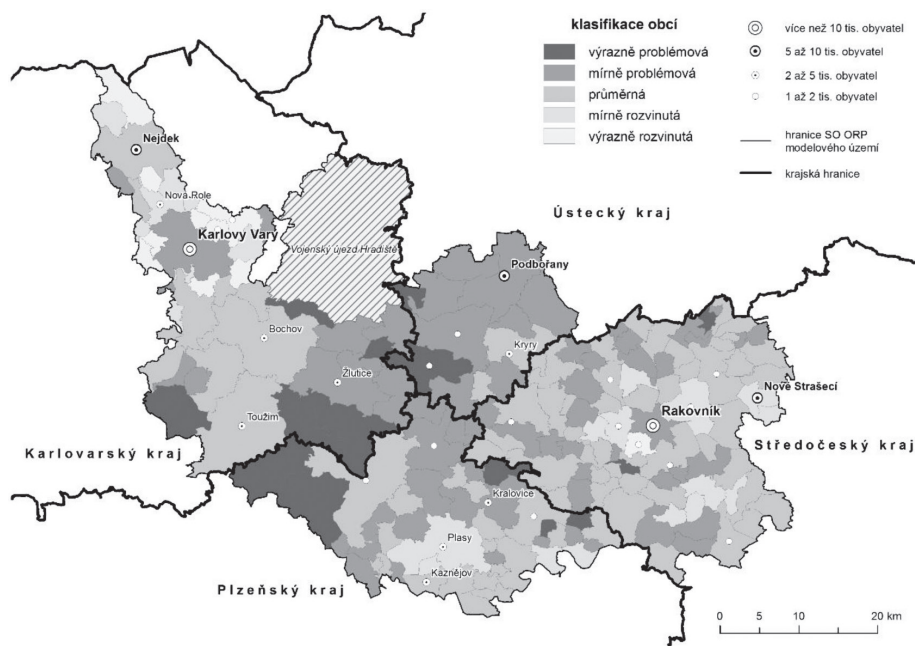 klasifikace obcí
výrazně problémová
mírně problémová
průměrná
mírně rozvinutá
výrazně rozvinutá
více než 10 tis. obyvatel
5 až 10 tis. obyvatel
2 až 5 tis. obyvatel
1 až 2 tis. obyvatel
hranice SO ORP
modelového území
krajská hranice
Nejdek
Nová Role
Karlovy Vary
Vojenský újezd Hradiště
Ústecký kraj
Podbořany
Bochov
Kryry
Žlutice
Nové Strašecí
Toužim
Rakovník
Karlovarský kraj
Středočeský kraj
Kralovice
Plasy
Kaznějov
Plzeňský kraj
0 5 10 20 km